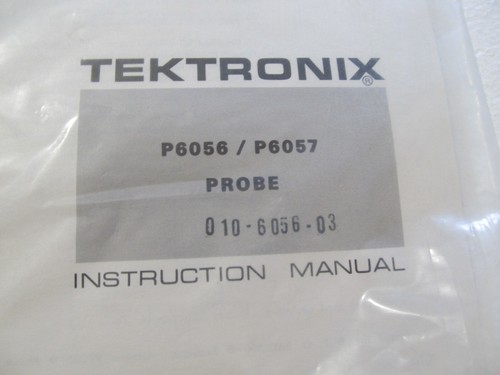 TEKTRONIX®
P6056 / P6057
PROBE
010-6056-03
INSTRUCTION MANUAL